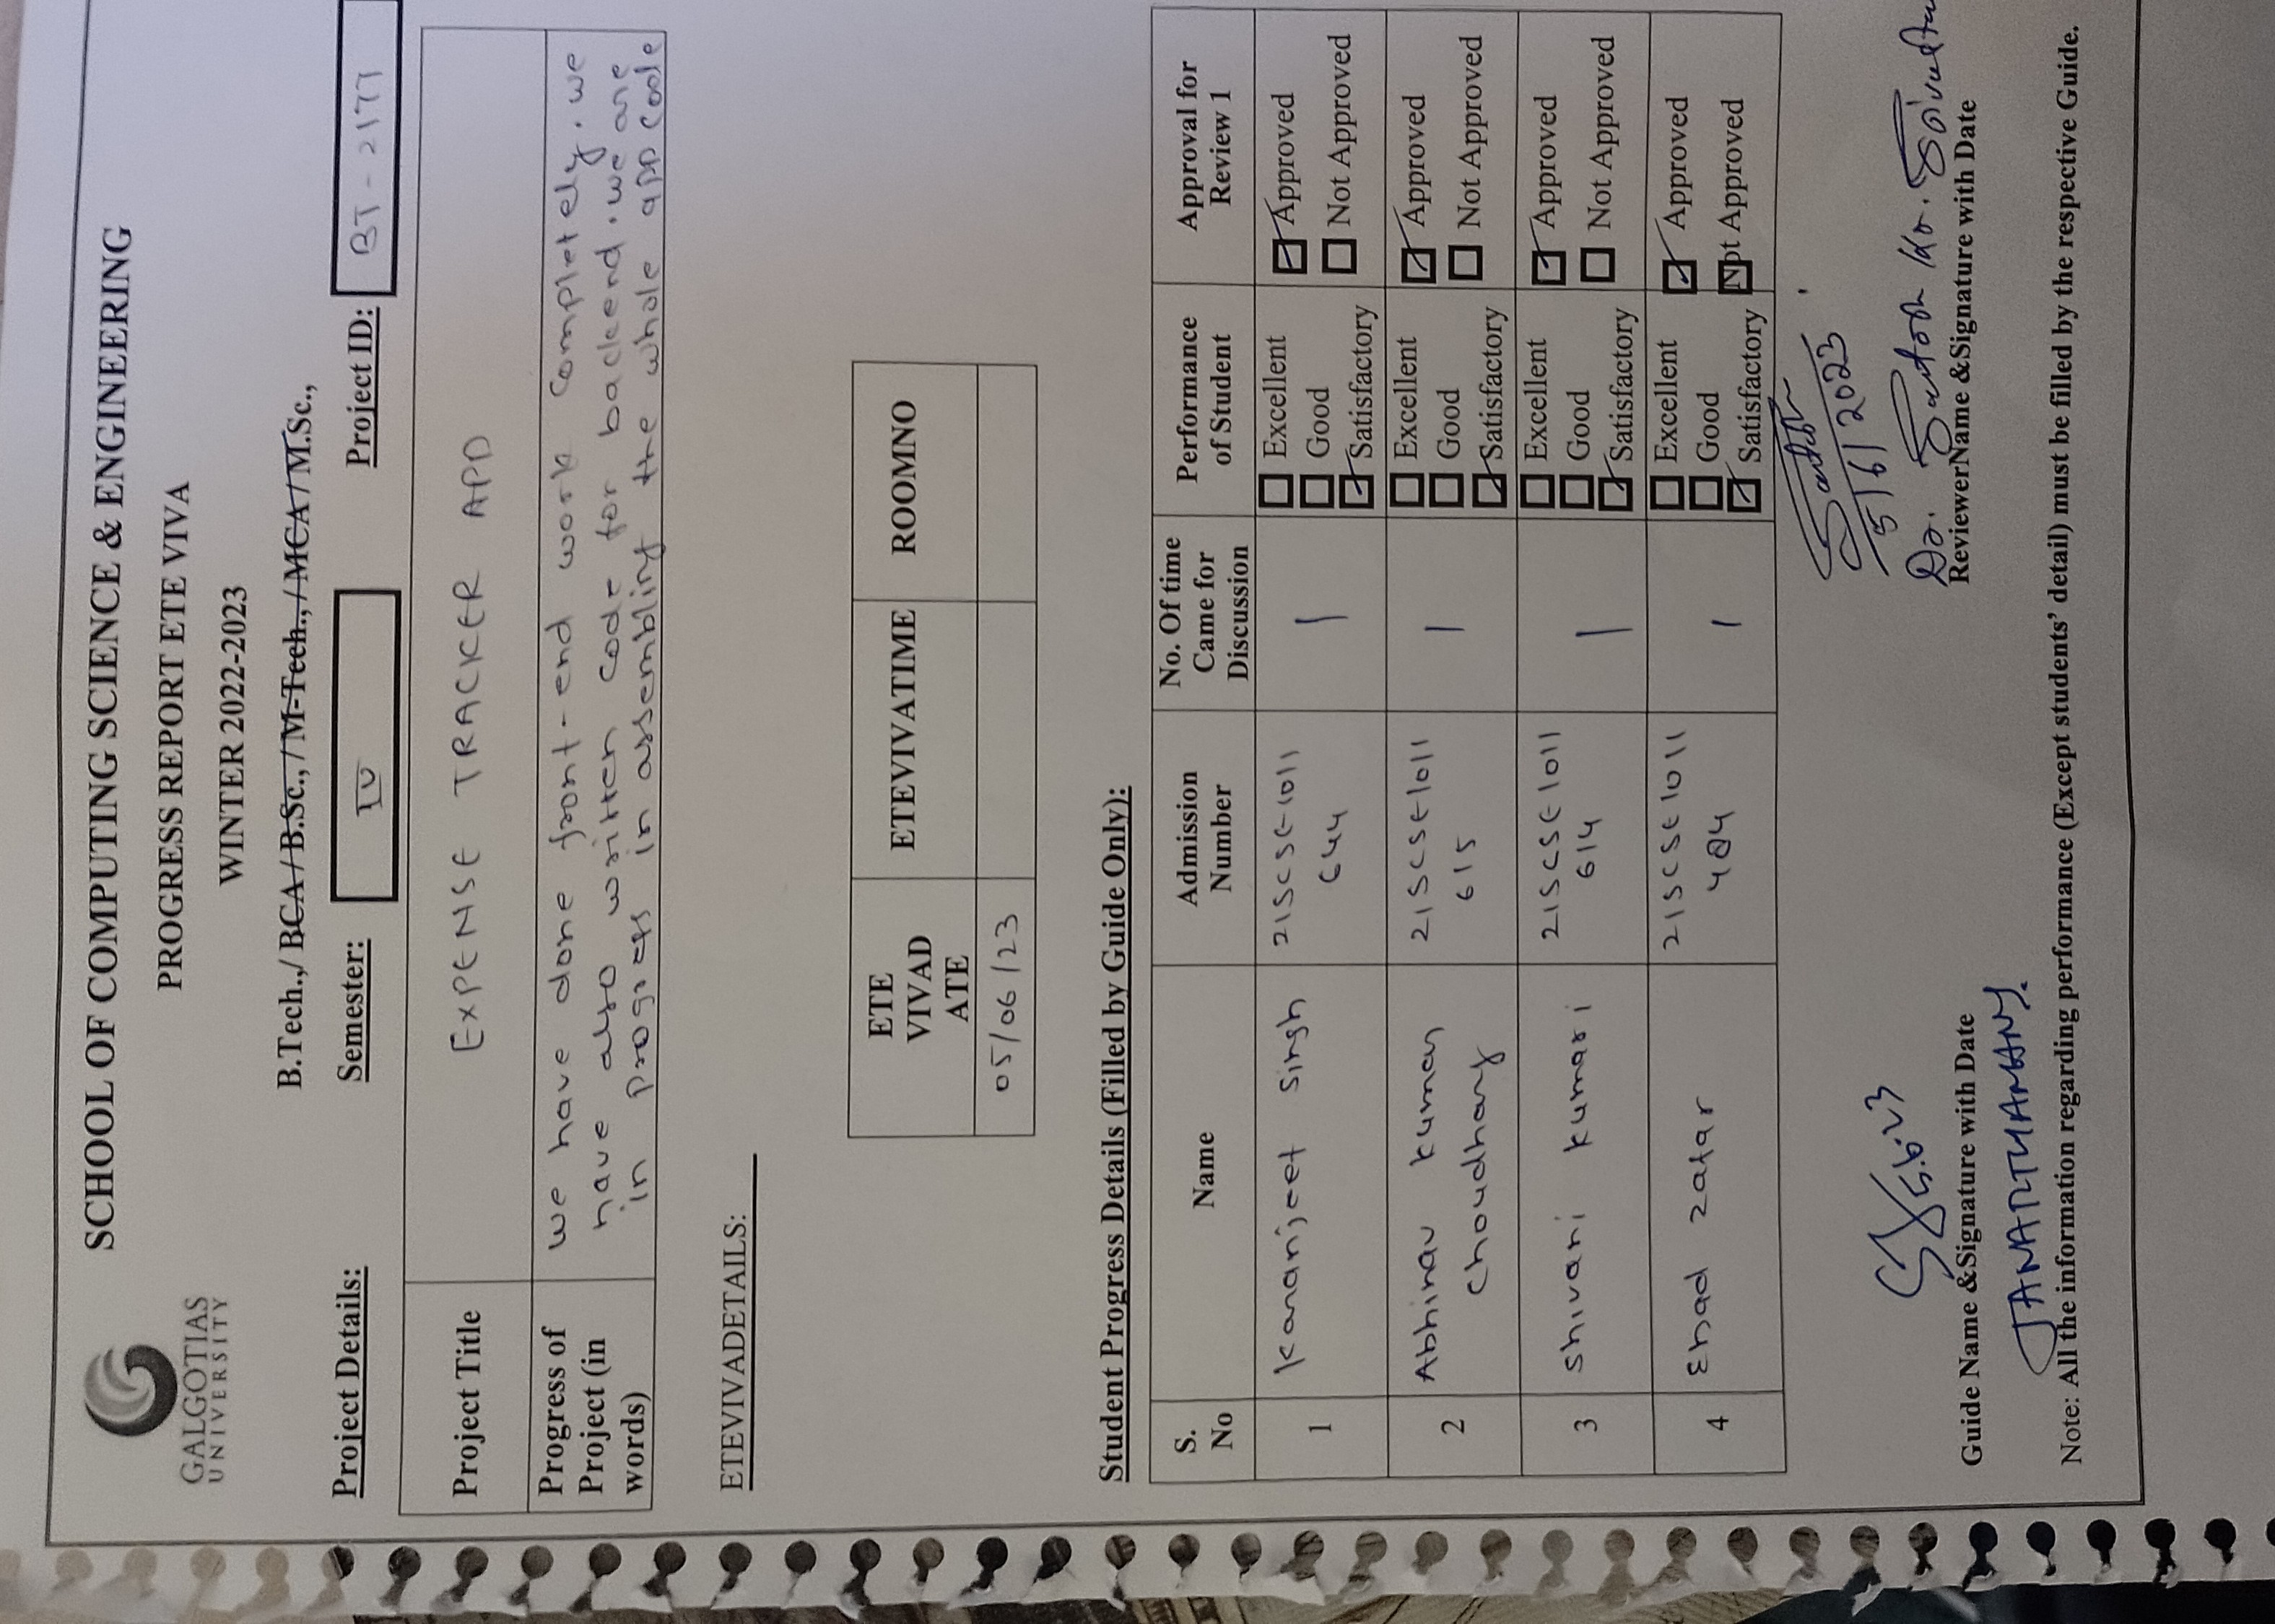 SCHOOL OF COMPUTING SCIENCE & ENGINEERING
GALGOTIAS
UNIVERSITY
PROGRESS REPORT ETE VIVA
WINTER 2022-2023
B.Tech.,/BCA/B.Sc.,/M-Tech.,/MCA/M.Sc.,
Project Details:
Semester: IV
Project ID: BT-2177
Project Title
EXPENSE TRACKER APP
Progress of
Project (in
words)
we have done front-end work completely. we
have also written code for backend. we are
in progress in assembling the whole app code
ETEVIVADETAILS:
ETE
VIVAD
ATE
ETEVIVATIME
ROOMNO
05/06/23
Student Progress Details (Filled by Guide Only):
S.
No
Name
Admission
Number
No. Of time
Came for
Discussion
Performance
of Student
Approval for
Review 1
1
Karanjeet Singh
21SCSE1011
644
1
Excellent
Good
Satisfactory
Approved
Not Approved
2
Abhinav kumar
choudhary
21SCSE1011
615
1
Excellent
Good
Satisfactory
Approved
Not Approved
3
Shivani kumari
21SCSE1011
614
1
Excellent
Good
Satisfactory
Approved
Not Approved
4
Ehad zafar
21SCSE1011
1
Excellent
Good
Satisfactory
Approved
Not Approved
5.6.23
Guide Name &Signature with Date
JANARTHANAN
5/6/2023
Dr. Santosh Kr.
ReviewerName &Signature with Date
Note: All the information regarding performance (Except students' detail) must be filled by the respective Guide.